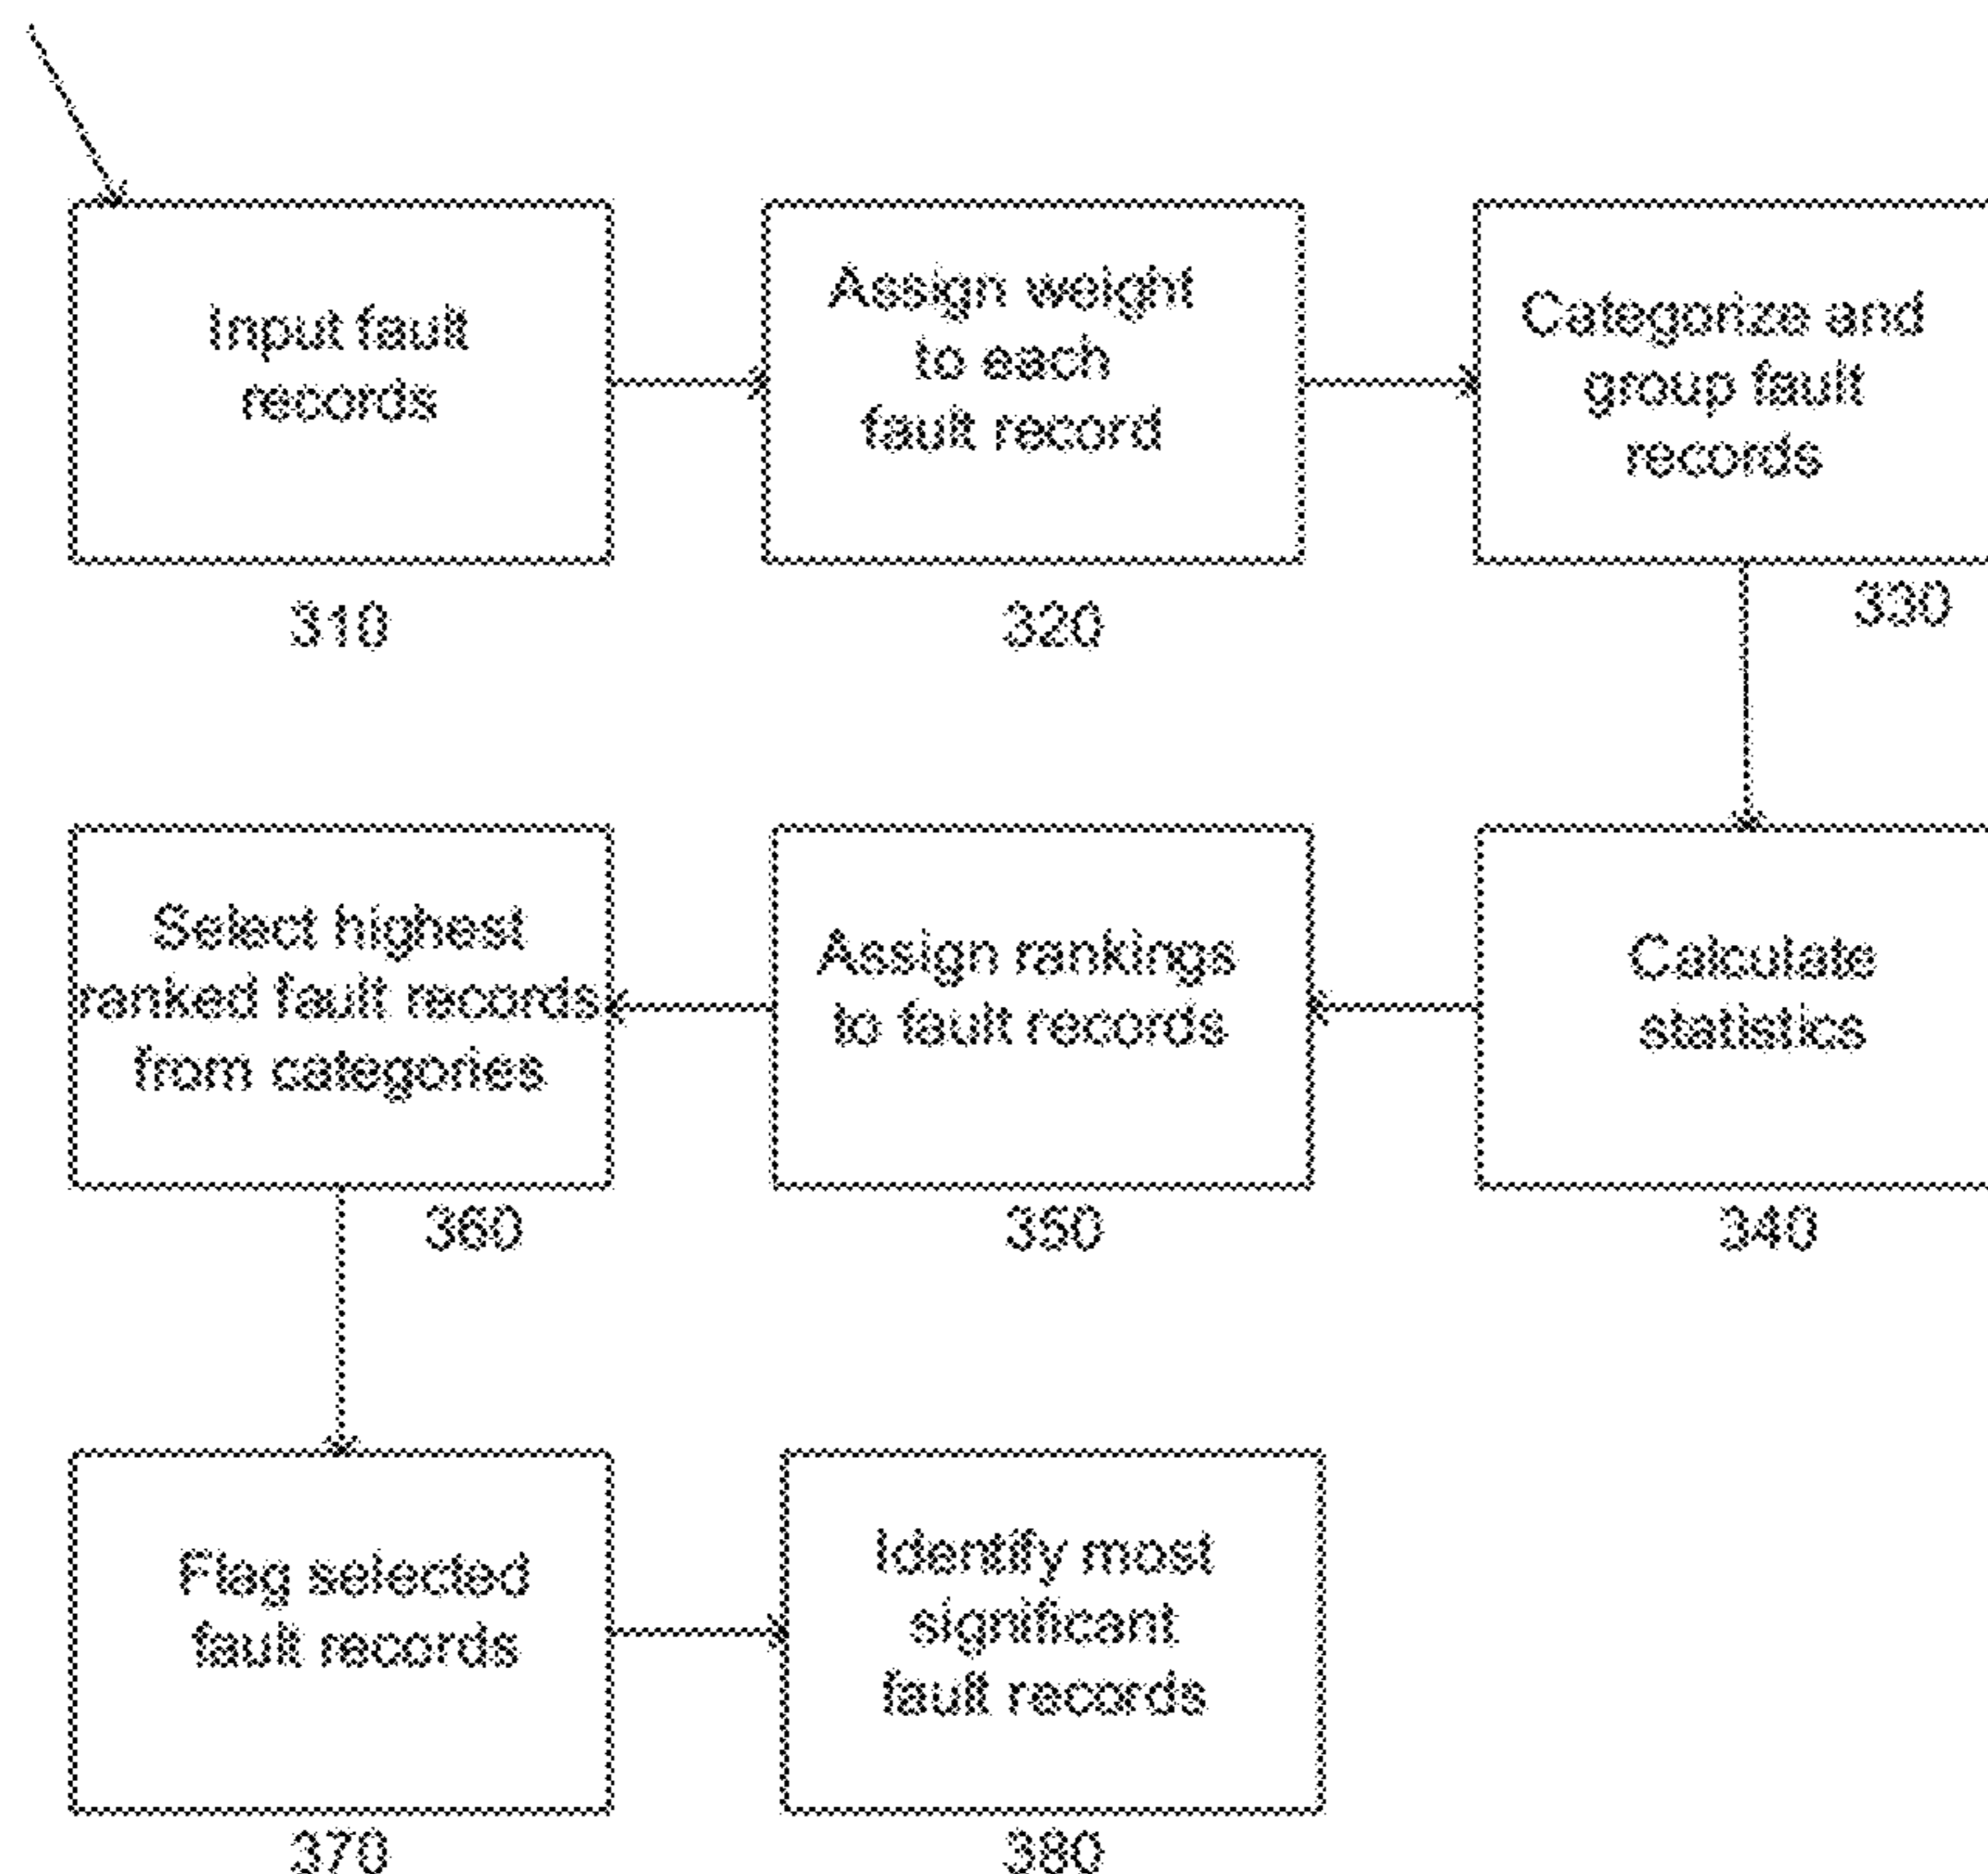 Input fault
records
310
Assign weight
to each
fault record
320
Categorize and
group fault
records
330
Select highest
ranked fault records
from categories
360
Assign rankings
to fault records
350
Calculate
statistics
340
Flag selected
fault records
370
Identify most
significant
fault records
380